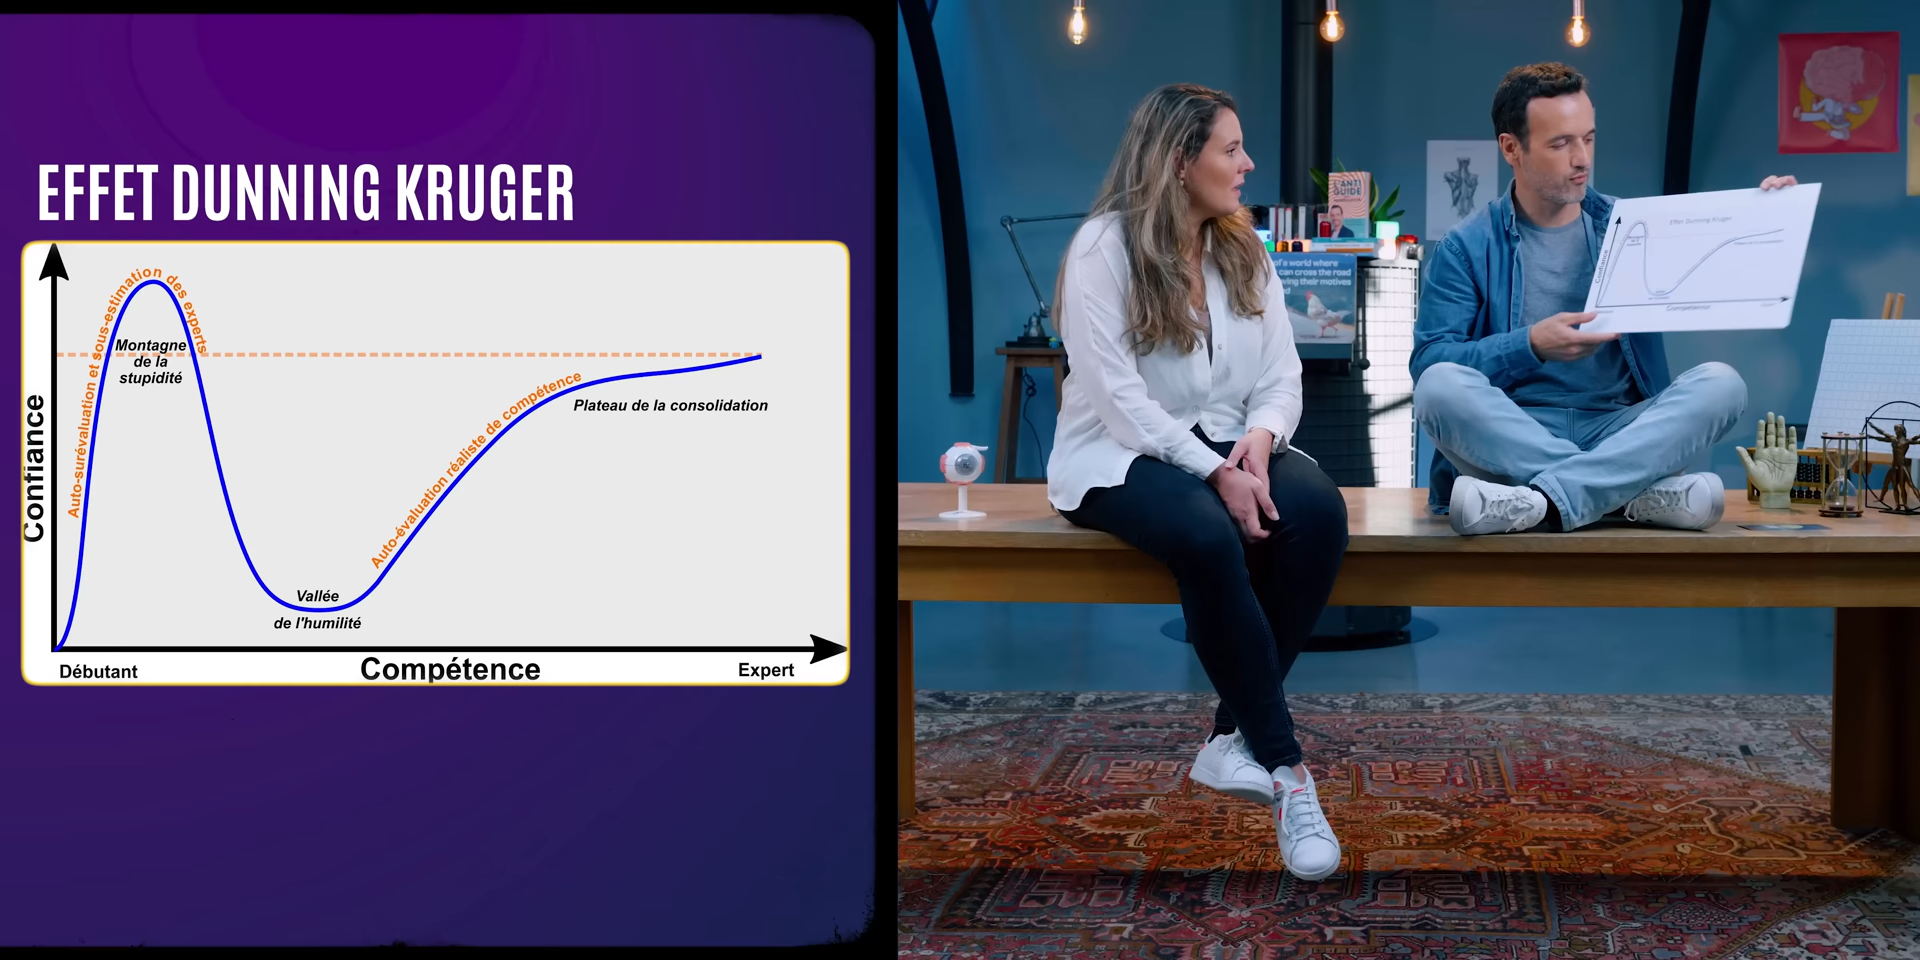 EFFET DUNNING KRUGER
Auto-surévaluation et sous-estimation des experts
Montagne
de la
stupidité
Confiance
Auto-évaluation réaliste de compétence
Plateau de la consolidation
Vallée
de l'humilité
Débutant
Compétence
Expert
Effet Dunning Kruger
Confiance
Compétence
L'ANTI
GUIDE
of a world where
can cross the road
ving their motives
d